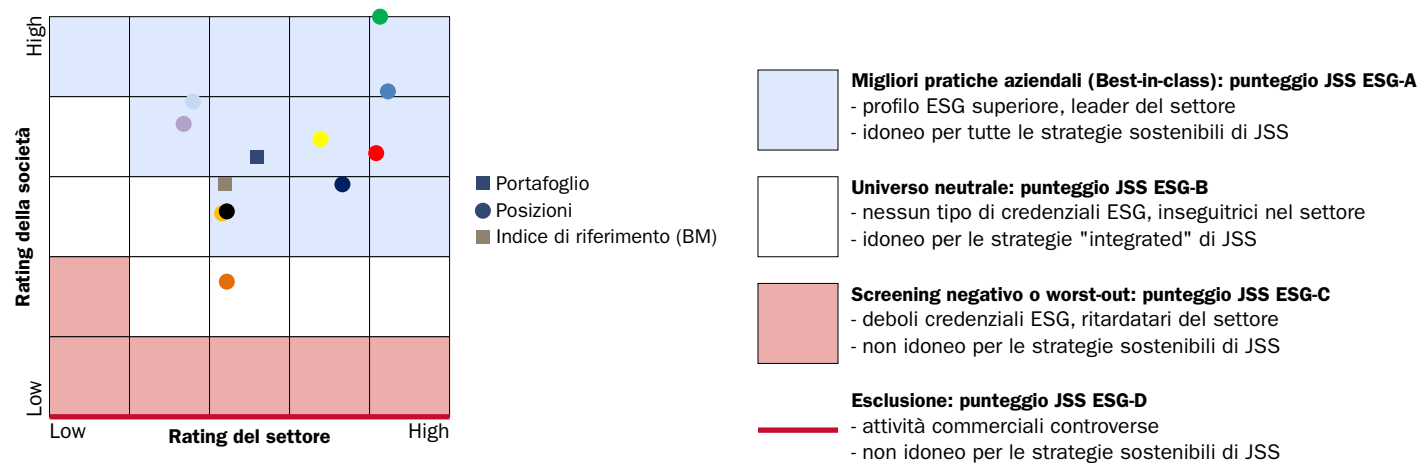 High
Rating della società
Low
Low
Rating del settore
High
Portafoglio
Posizioni
Indice di riferimento (BM)
Migliori pratiche aziendali (Best-in-class): punteggio JSS ESG-A
- profilo ESG superiore, leader del settore
- idoneo per tutte le strategie sostenibili di JSS
Universo neutrale: punteggio JSS ESG-B
- nessun tipo di credenziali ESG, inseguitrici nel settore
- idoneo per le strategie "integrated" di JSS
Screening negativo o worst-out: punteggio JSS ESG-C
- deboli credenziali ESG, ritardatari del settore
- non idoneo per le strategie sostenibili di JSS
Esclusione: punteggio JSS ESG-D
- attività commerciali controverse
- non idoneo per le strategie sostenibili di JSS